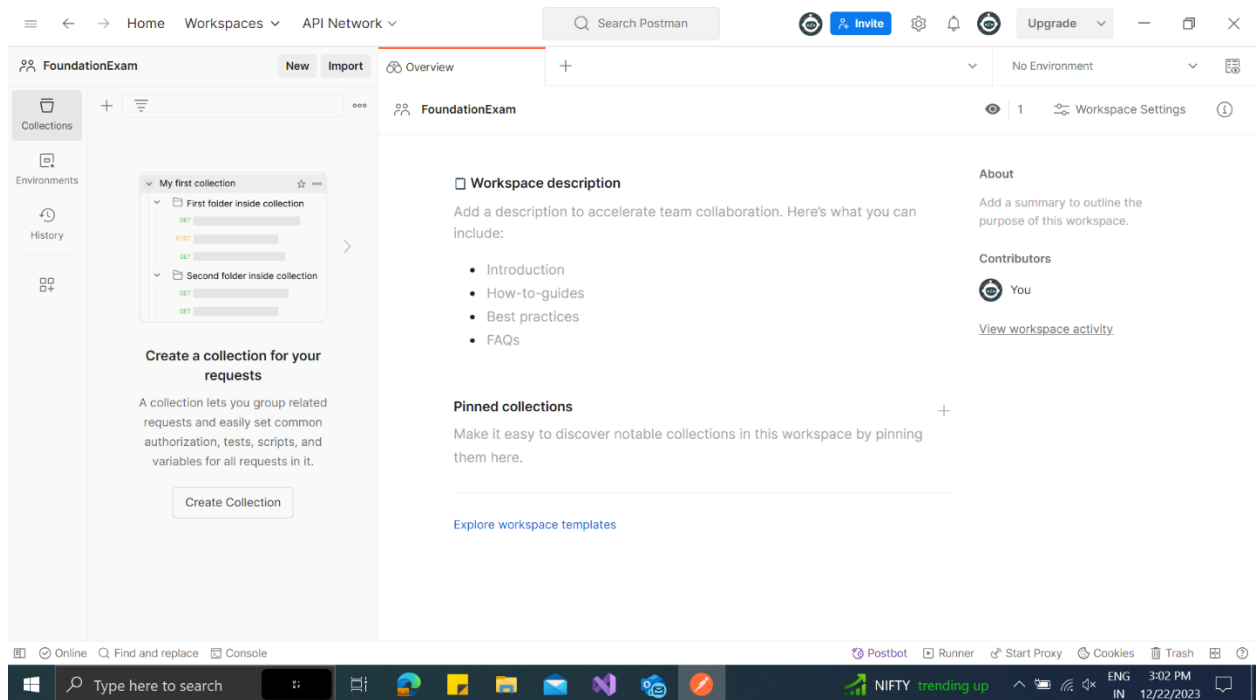 Home Workspaces API Network Search Postman Invite Upgrade
FoundationExam New Import Overview No Environment
Collections
FoundationExam 1 Workspace Settings
Environments
History
My first collection
First folder inside collection
GET
POST
GET
Second folder inside collection
GET
GET
Create a collection for your
requests
A collection lets you group related
requests and easily set common
authorization, tests, scripts, and
variables for all requests in it.
Create Collection
Workspace description
Add a description to accelerate team collaboration. Here's what you can
include:
Introduction
How-to-guides
Best practices
FAQs
Pinned collections
Make it easy to discover notable collections in this workspace by pinning
them here.
Explore workspace templates
About
Add a summary to outline the
purpose of this workspace.
Contributors
You
View workspace activity
Online Find and replace Console Postbot Runner Start Proxy Cookies Trash
Type here to search NIFTY trending up ENG 3:02 PM
IN 12/22/2023